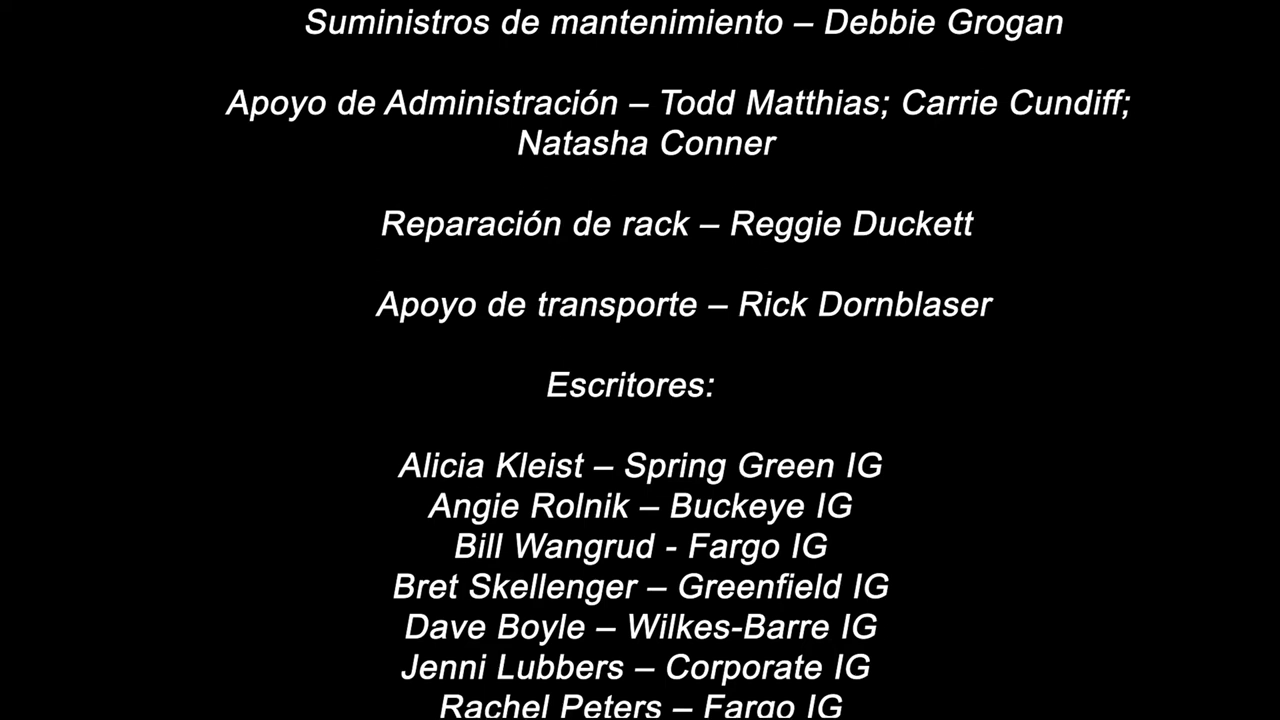 Suministros de mantenimiento – Debbie Grogan
Apoyo de Administración – Todd Matthias; Carrie Cundiff;
Natasha Conner
Reparación de rack – Reggie Duckett
Apoyo de transporte – Rick Dornblaser
Escritores:
Alicia Kleist – Spring Green IG
Angie Rolnik – Buckeye IG
Bill Wangrud - Fargo IG
Bret Skellenger – Greenfield IG
Dave Boyle – Wilkes-Barre IG
Jenni Lubbers – Corporate IG
Rachel Peters – Fargo IG